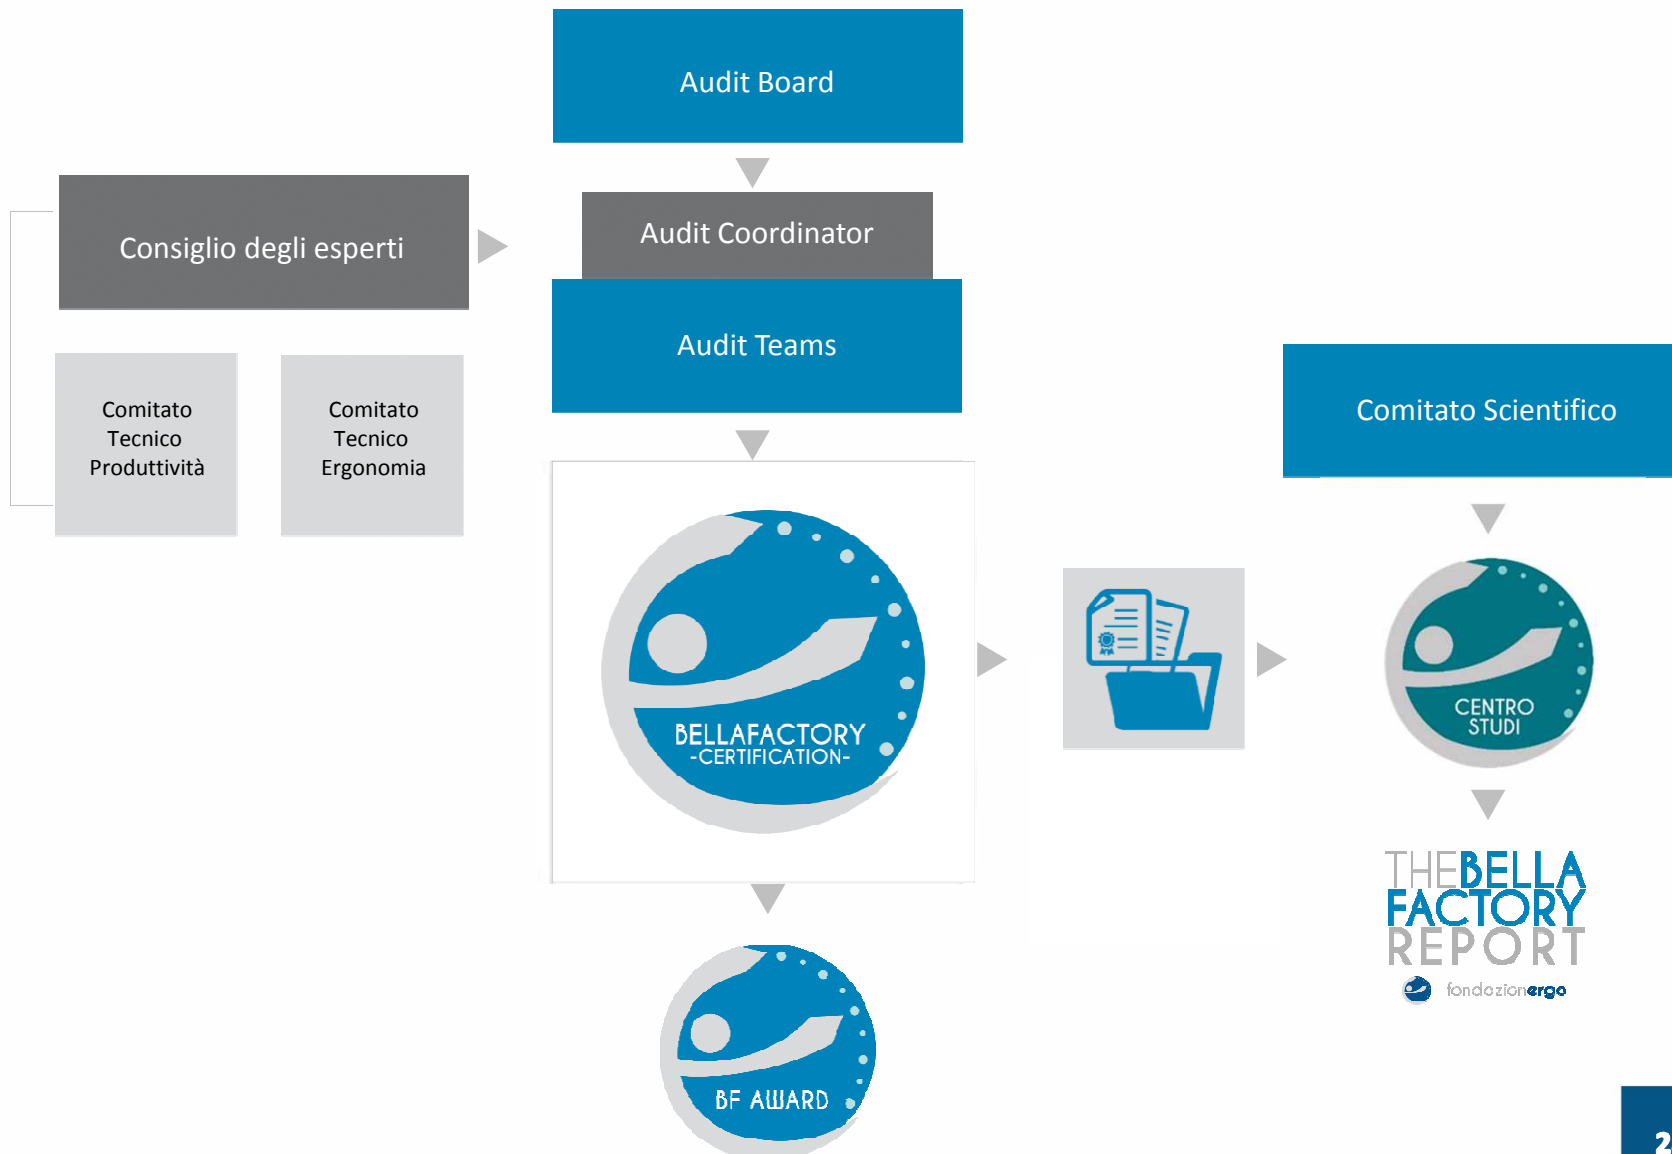 Audit Board
Consiglio degli esperti
Audit Coordinator
Audit Teams
Comitato
Tecnico
Produttività
Comitato
Tecnico
Ergonomia
Comitato Scientifico
BELLAFACTORY
-CERTIFICATION-
CENTRO
STUDI
THEBELLA
FACTORY
REPORT
fondazionergo
BF AWARD
2